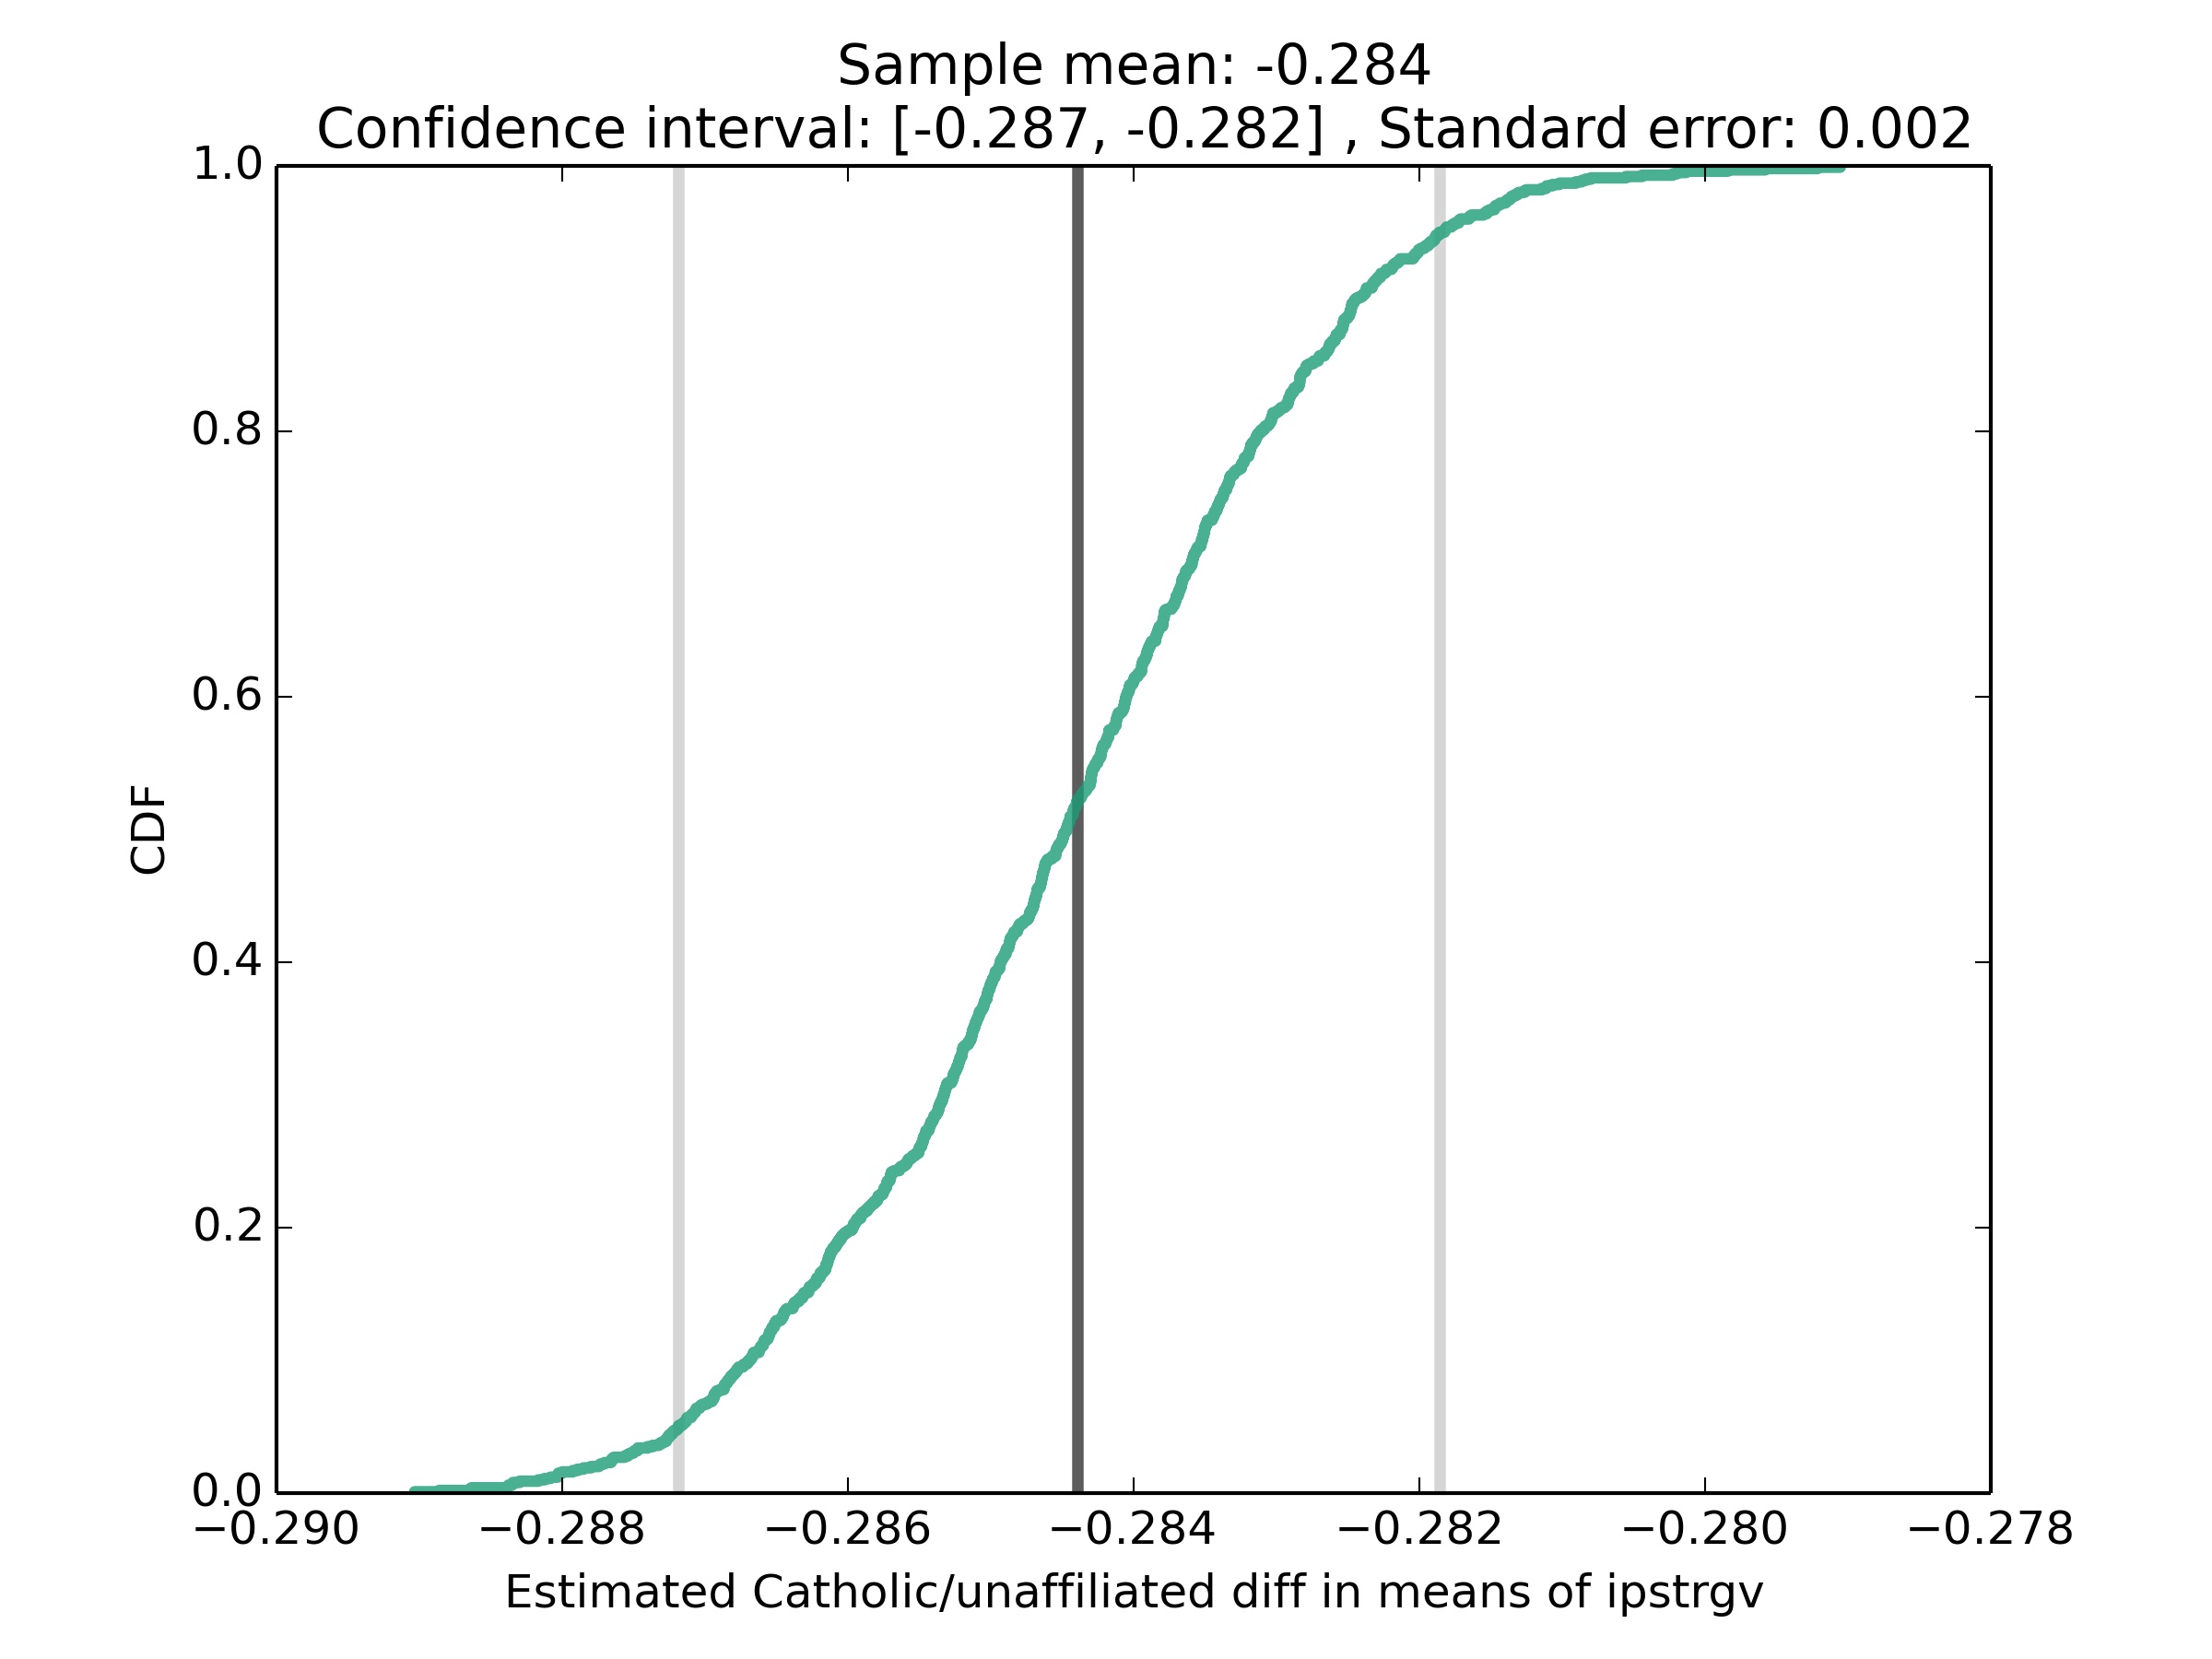 Sample mean: -0.284
Confidence interval: [-0.287, -0.282] , Standard error: 0.002
1.0
0.8
0.6
0.4
0.2
0.0
CDF
−0.290 −0.288 −0.286 −0.284 −0.282 −0.280 −0.278
Estimated Catholic/unaffiliated diff in means of ipstrgv